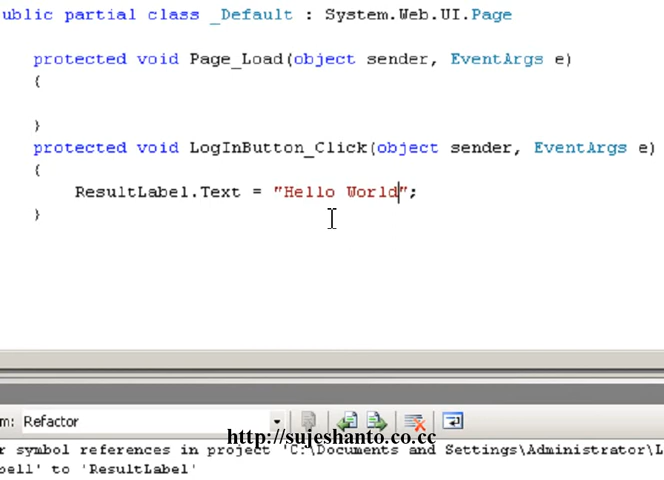 ublic partial class _Default : System.Web.UI.Page
protected void Page_Load(object sender, EventArgs e)
{
}
protected void LogInButton_Click(object sender, EventArgs e)
{
ResultLabel.Text = "Hello World";
}
m: Refactor
http://sujeshanto.co.cc
r symbol references in project 'C:\Documents and Settings\Administrator\L
bel1' to 'ResultLabel'